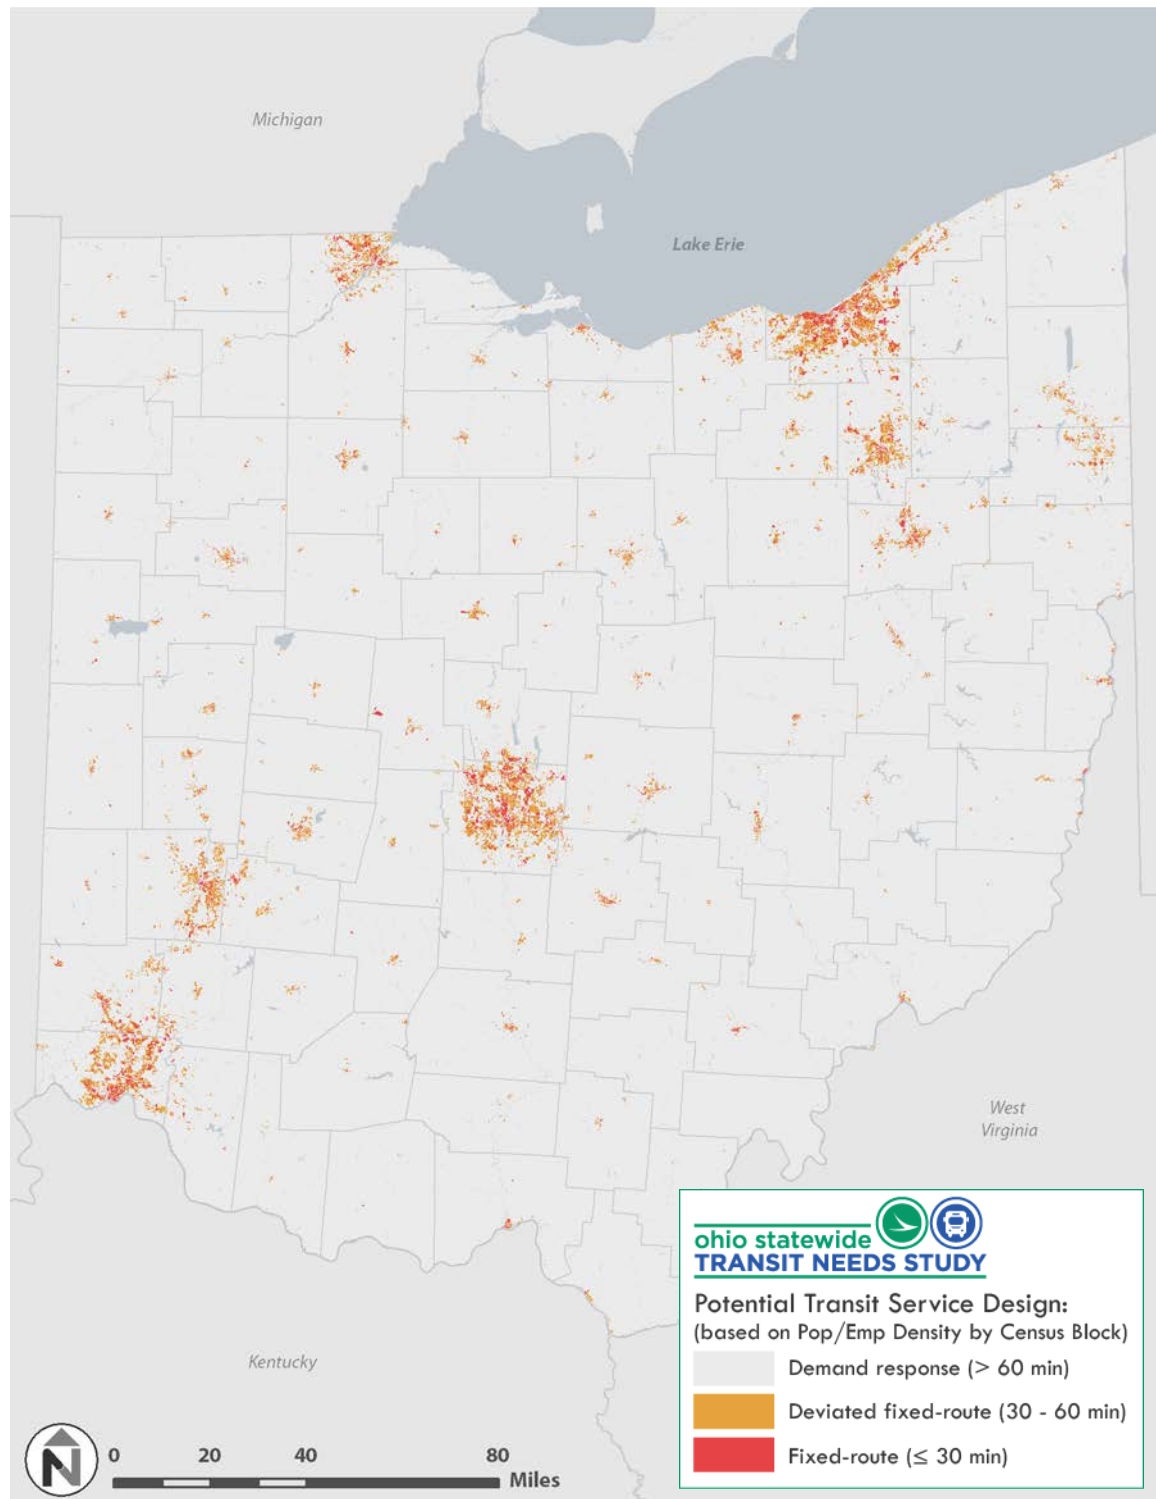 Michigan
Lake Erie
West
Virginia
Kentucky
ohio statewide
TRANSIT NEEDS STUDY
Potential Transit Service Design:
(based on Pop/Emp Density by Census Block)
Demand response (> 60 min)
Deviated fixed-route (30 - 60 min)
Fixed-route (≤ 30 min)
N
0 20 40 80
Miles